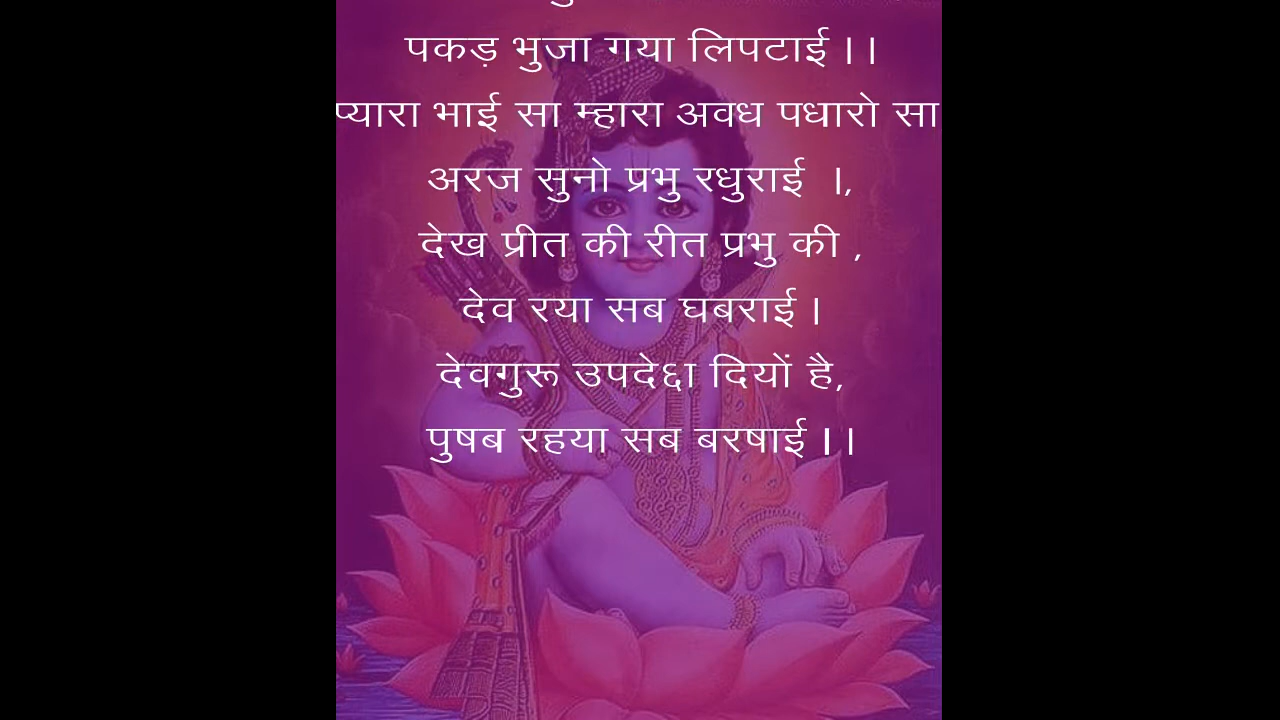 पकड़ भुजा गया लिपटाई ।।
प्यारा भाई सा म्हारा अवध पधारो सा
अरज सुनो प्रभु रधुराई ।,
देख प्रीत की रीत प्रभु की ,
देव रया सब घबराई ।
देवगुरू उपदेश दियों है,
पुषब रहया सब बरषाई ।।